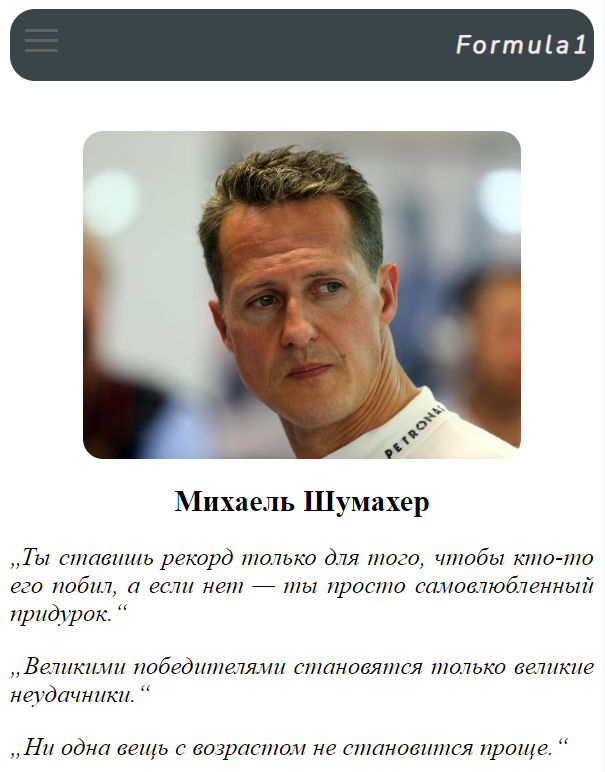 Formula1
PETRONAS
Михаель Шумахер
„Ты ставишь рекорд только для того, чтобы кто-то
его побил, а если нет — ты просто самовлюбленный
придурок.“
„Великими победителями становятся только великие
неудачники.“
„Ни одна вещь с возрастом не становится проще.“